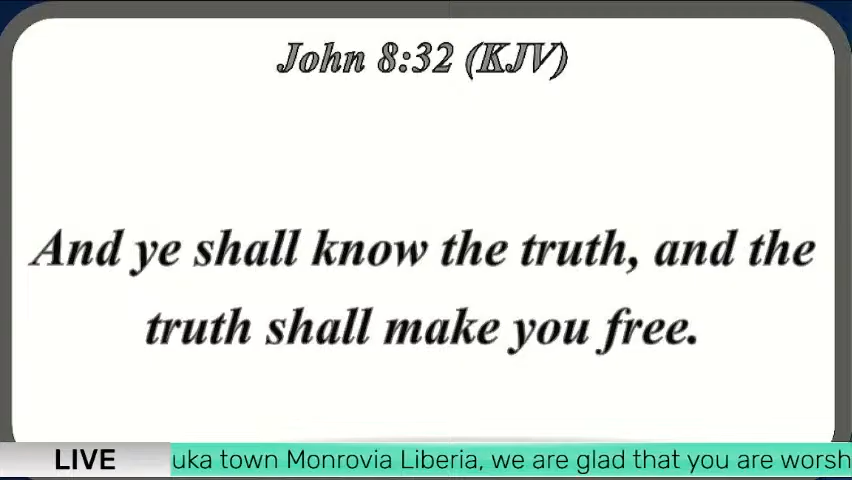 John 8:32 (KJV)
And ye shall know the truth, and the
truth shall make you free.
LIVE
town Monrovia Liberia, we are glad that you are